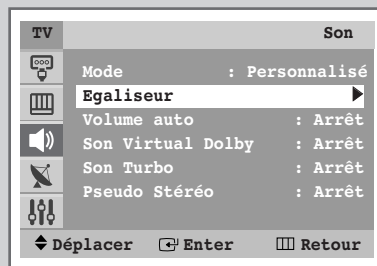 TV Son
Mode : Personnalisé
Egaliseur
Volume auto : Arrêt
Son Virtual Dolby : Arrêt
Son Turbo : Arrêt
Pseudo Stéréo : Arrêt
Déplacer Enter Retour